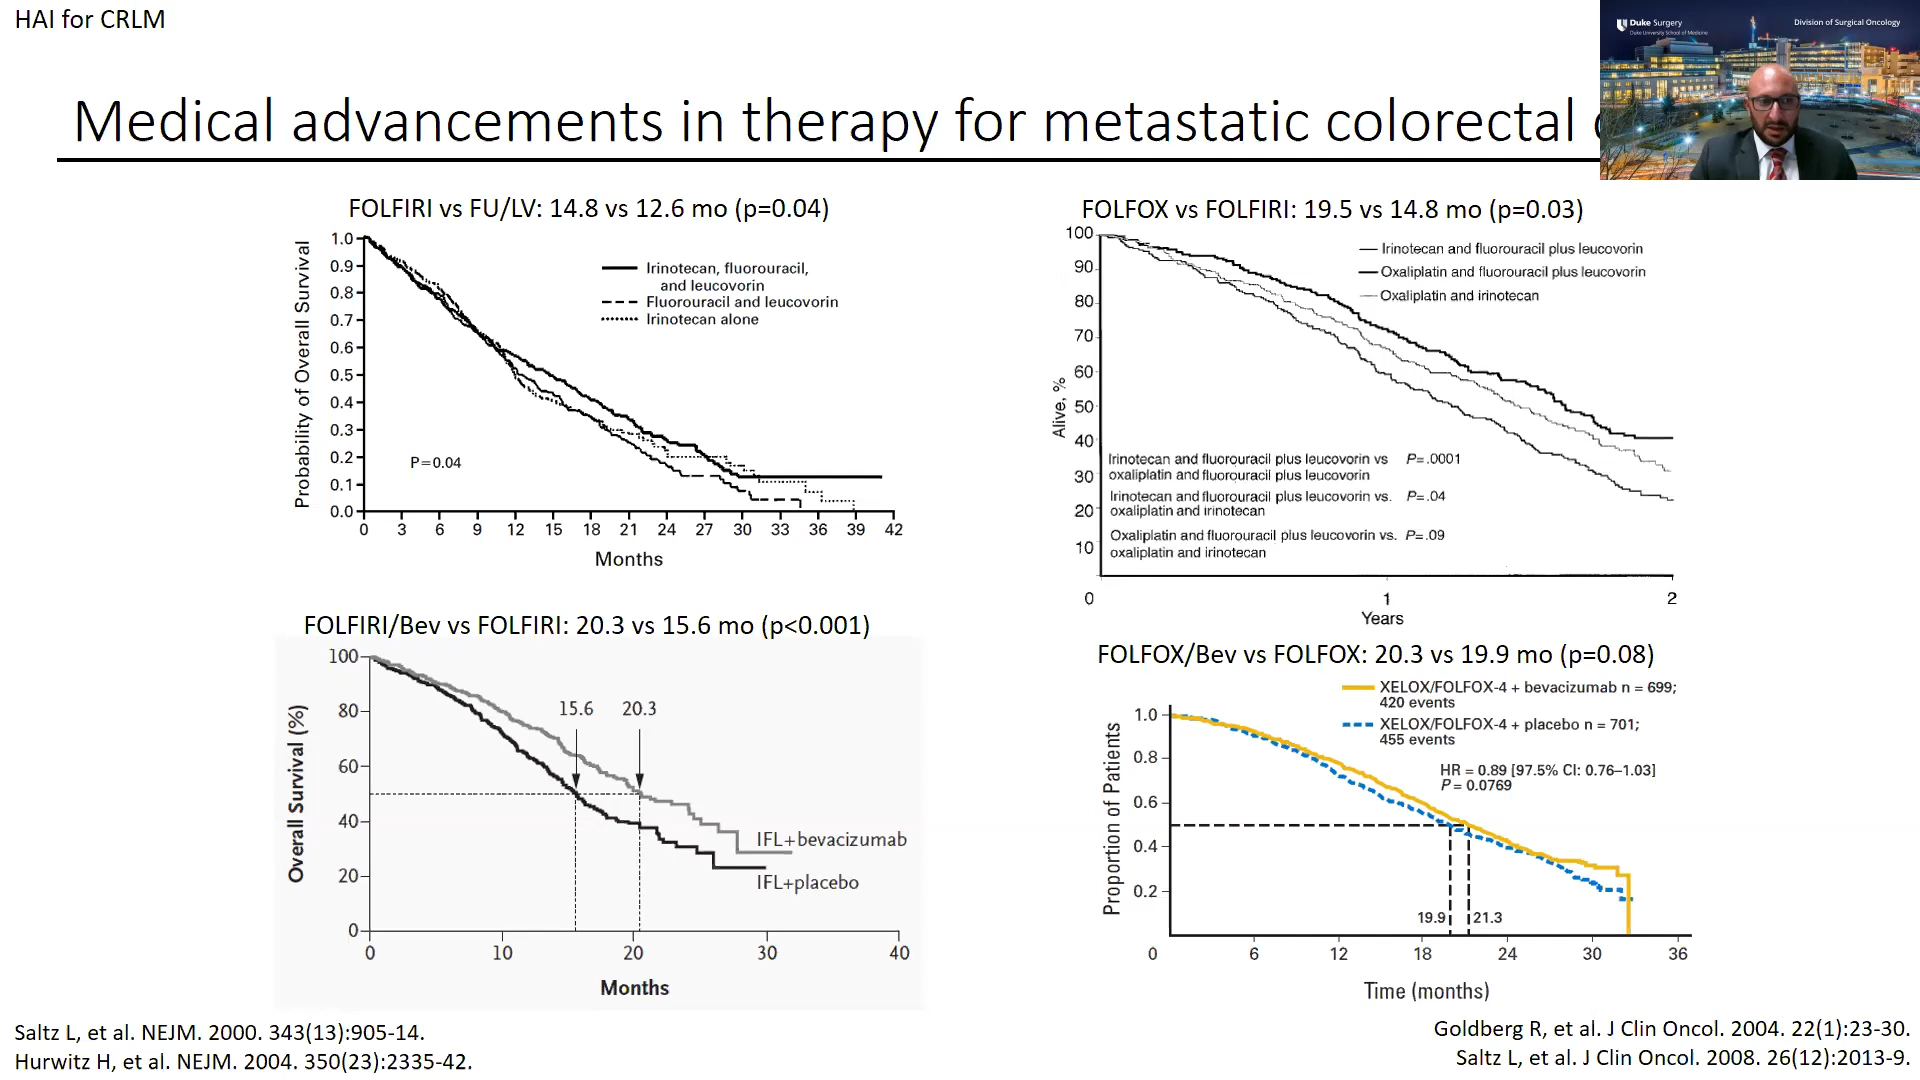 HAI for CRLM
Duke Surgery
Duke University School of Medicine
Division of Surgical Oncology
Medical advancements in therapy for metastatic colorectal
FOLFIRI vs FU/LV: 14.8 vs 12.6 mo (p=0.04)
Probability of Overall Survival
1.0
0.9
0.8
0.7
0.6
0.5
0.4
0.3
0.2
0.1
0.0
Irinotecan, fluorouracil,
and leucovorin
Fluorouracil and leucovorin
Irinotecan alone
P=0.04
0 3 6 9 12 15 18 21 24 27 30 33 36 39 42
Months
FOLFOX vs FOLFIRI: 19.5 vs 14.8 mo (p=0.03)
Alive, %
100
90
80
70
60
50
40
30
20
10
Irinotecan and fluorouracil plus leucovorin
Oxaliplatin and fluorouracil plus leucovorin
Oxaliplatin and irinotecan
Irinotecan and fluorouracil plus leucovorin vs P=.0001
oxaliplatin and fluorouracil plus leucovorin
Irinotecan and fluorouracil plus leucovorin vs. P=.04
oxaliplatin and irinotecan
Oxaliplatin and fluorouracil plus leucovorin vs. P=.09
oxaliplatin and irinotecan
0 1 2
Years
FOLFIRI/Bev vs FOLFIRI: 20.3 vs 15.6 mo (p<0.001)
Overall Survival (%)
100
80
60
40
20
0
15.6 20.3
IFL+bevacizumab
IFL+placebo
0 10 20 30 40
Months
FOLFOX/Bev vs FOLFOX: 20.3 vs 19.9 mo (p=0.08)
XELOX/FOLFOX-4 + bevacizumab n = 699;
420 events
XELOX/FOLFOX-4 + placebo n = 701;
455 events
HR = 0.89 [97.5% CI: 0.76–1.03]
P = 0.0769
Proportion of Patients
1.0
0.8
0.6
0.4
0.2
19.9 21.3
0 6 12 18 24 30 36
Time (months)
Saltz L, et al. NEJM. 2000. 343(13):905-14.
Hurwitz H, et al. NEJM. 2004. 350(23):2335-42.
Goldberg R, et al. J Clin Oncol. 2004. 22(1):23-30.
Saltz L, et al. J Clin Oncol. 2008. 26(12):2013-9.